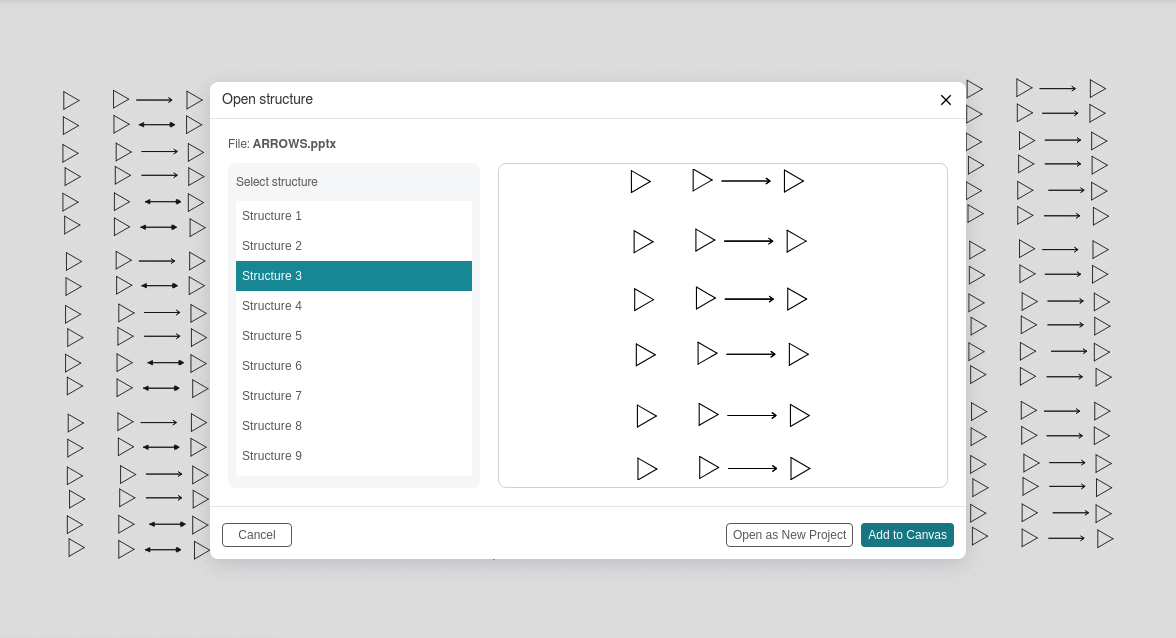 Open structure
File: ARROWS.pptx
Select structure
Structure 1
Structure 2
Structure 3
Structure 4
Structure 5
Structure 6
Structure 7
Structure 8
Structure 9
Cancel
Open as New Project
Add to Canvas